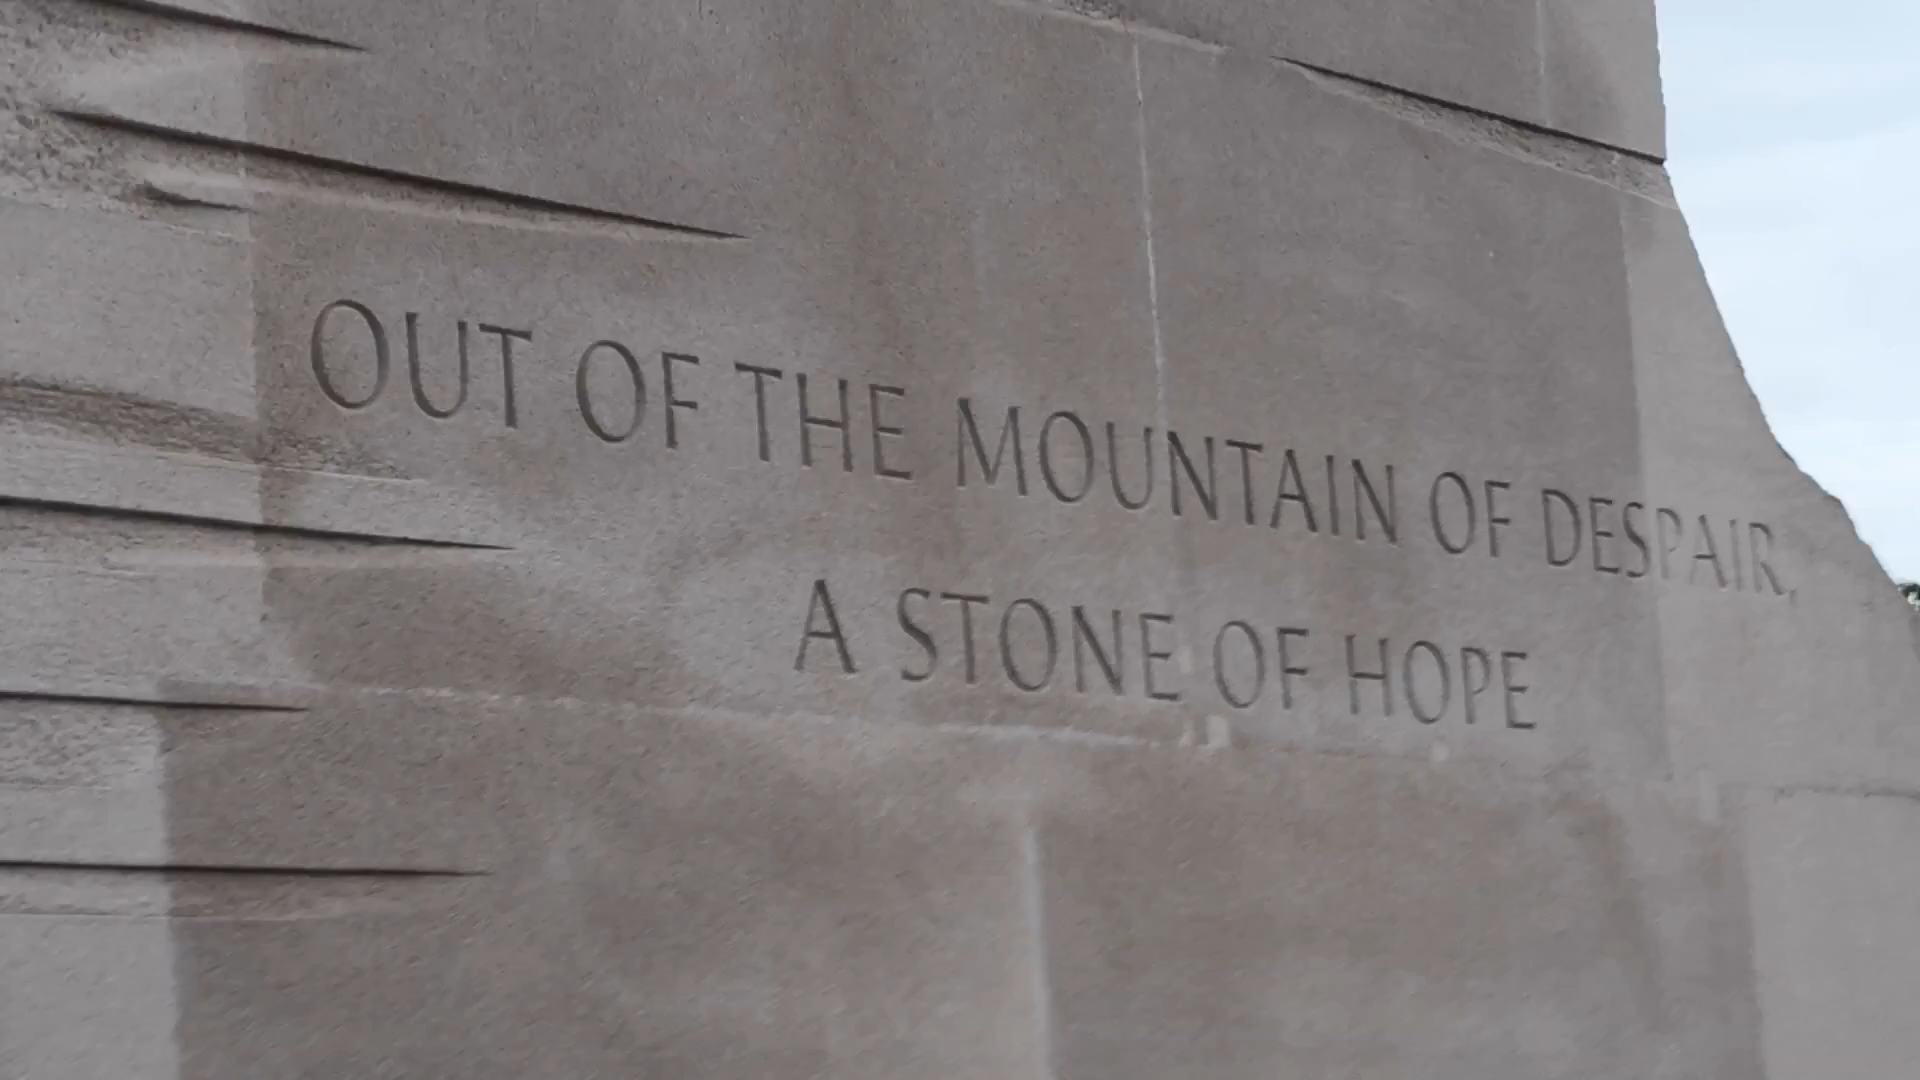 OUT OF THE MOUNTAIN OF DESPAIR,
A STONE OF HOPE